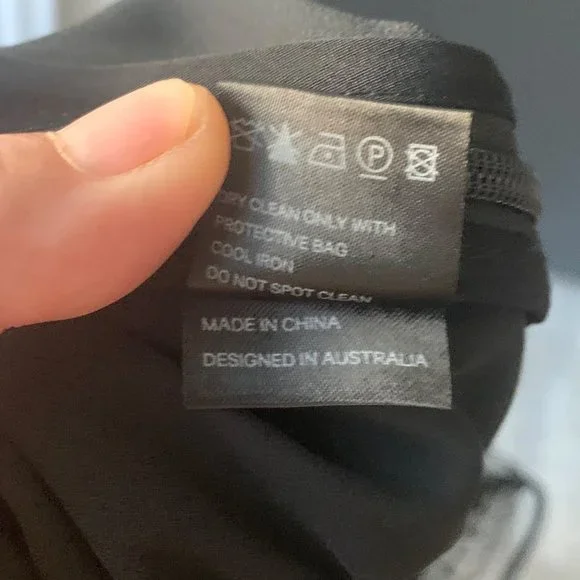 P
DRY CLEAN ONLY WITH
PROTECTIVE BAG
COOL IRON
DO NOT SPOT CLEAN
MADE IN CHINA
DESIGNED IN AUSTRALIA